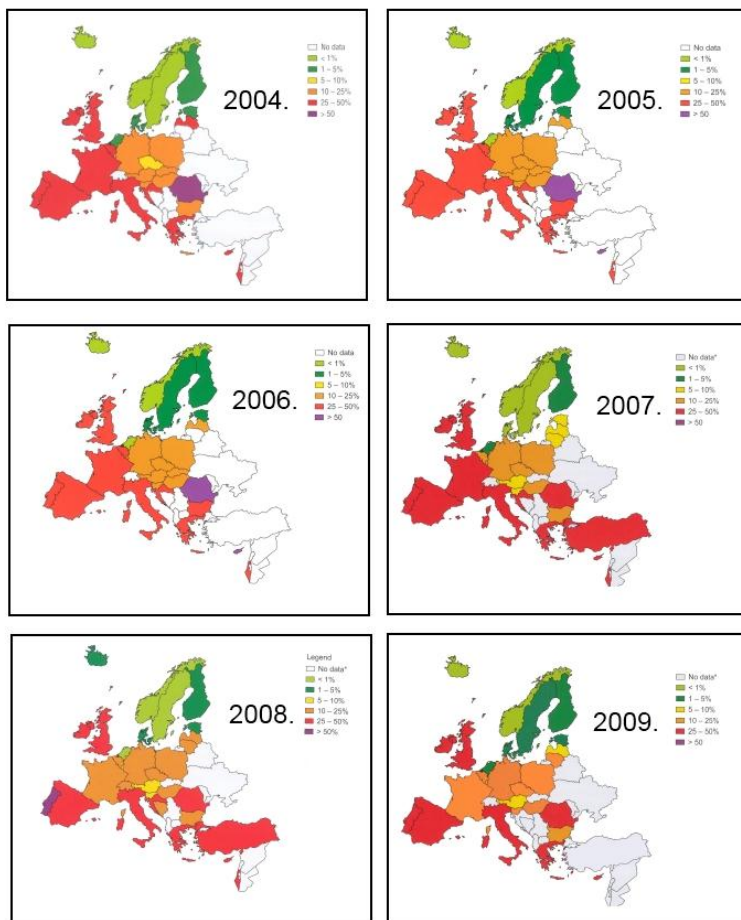 No data
< 1%
1 – 5%
5 – 10%
10 – 25%
25 – 50%
> 50
2004.
No data
< 1%
1 – 5%
5 – 10%
10 – 25%
25 – 50%
> 50
2005.
No data
< 1%
1 – 5%
5 – 10%
10 – 25%
25 – 50%
> 50
2006.
No data*
< 1%
1 – 5%
5 – 10%
10 – 25%
25 – 50%
> 50
2007.
Legend
No data*
< 1%
1 – 5%
5 – 10%
10 – 25%
25 – 50%
> 50%
2008.
No data*
< 1%
1 – 5%
5 – 10%
10 – 25%
25 – 50%
> 50
2009.